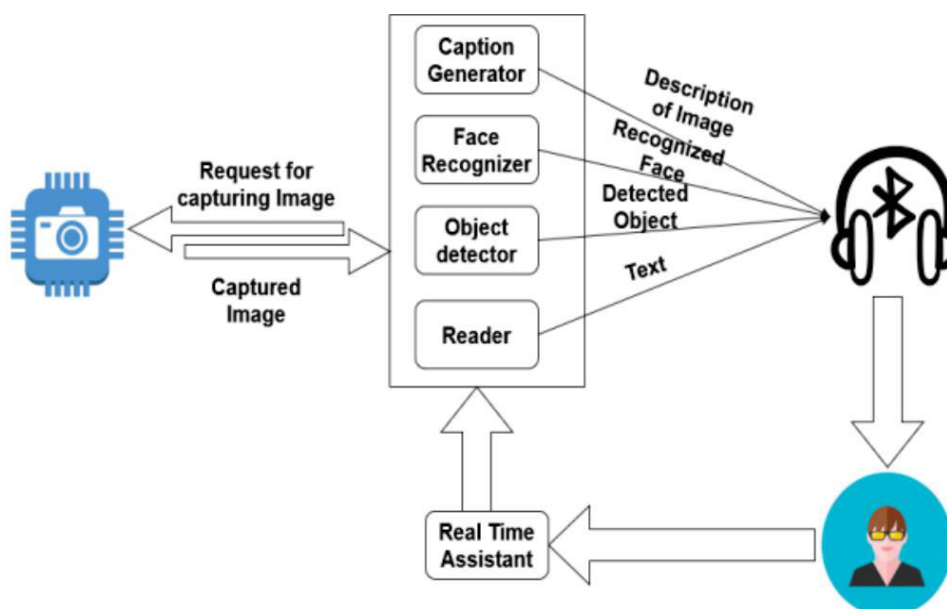 Caption
Generator
Face
Recognizer
Object
detector
Reader
Request for
capturing Image
Captured
Image
Description
of Image
Recognized
Face
Detected
Object
Text
Real Time
Assistant